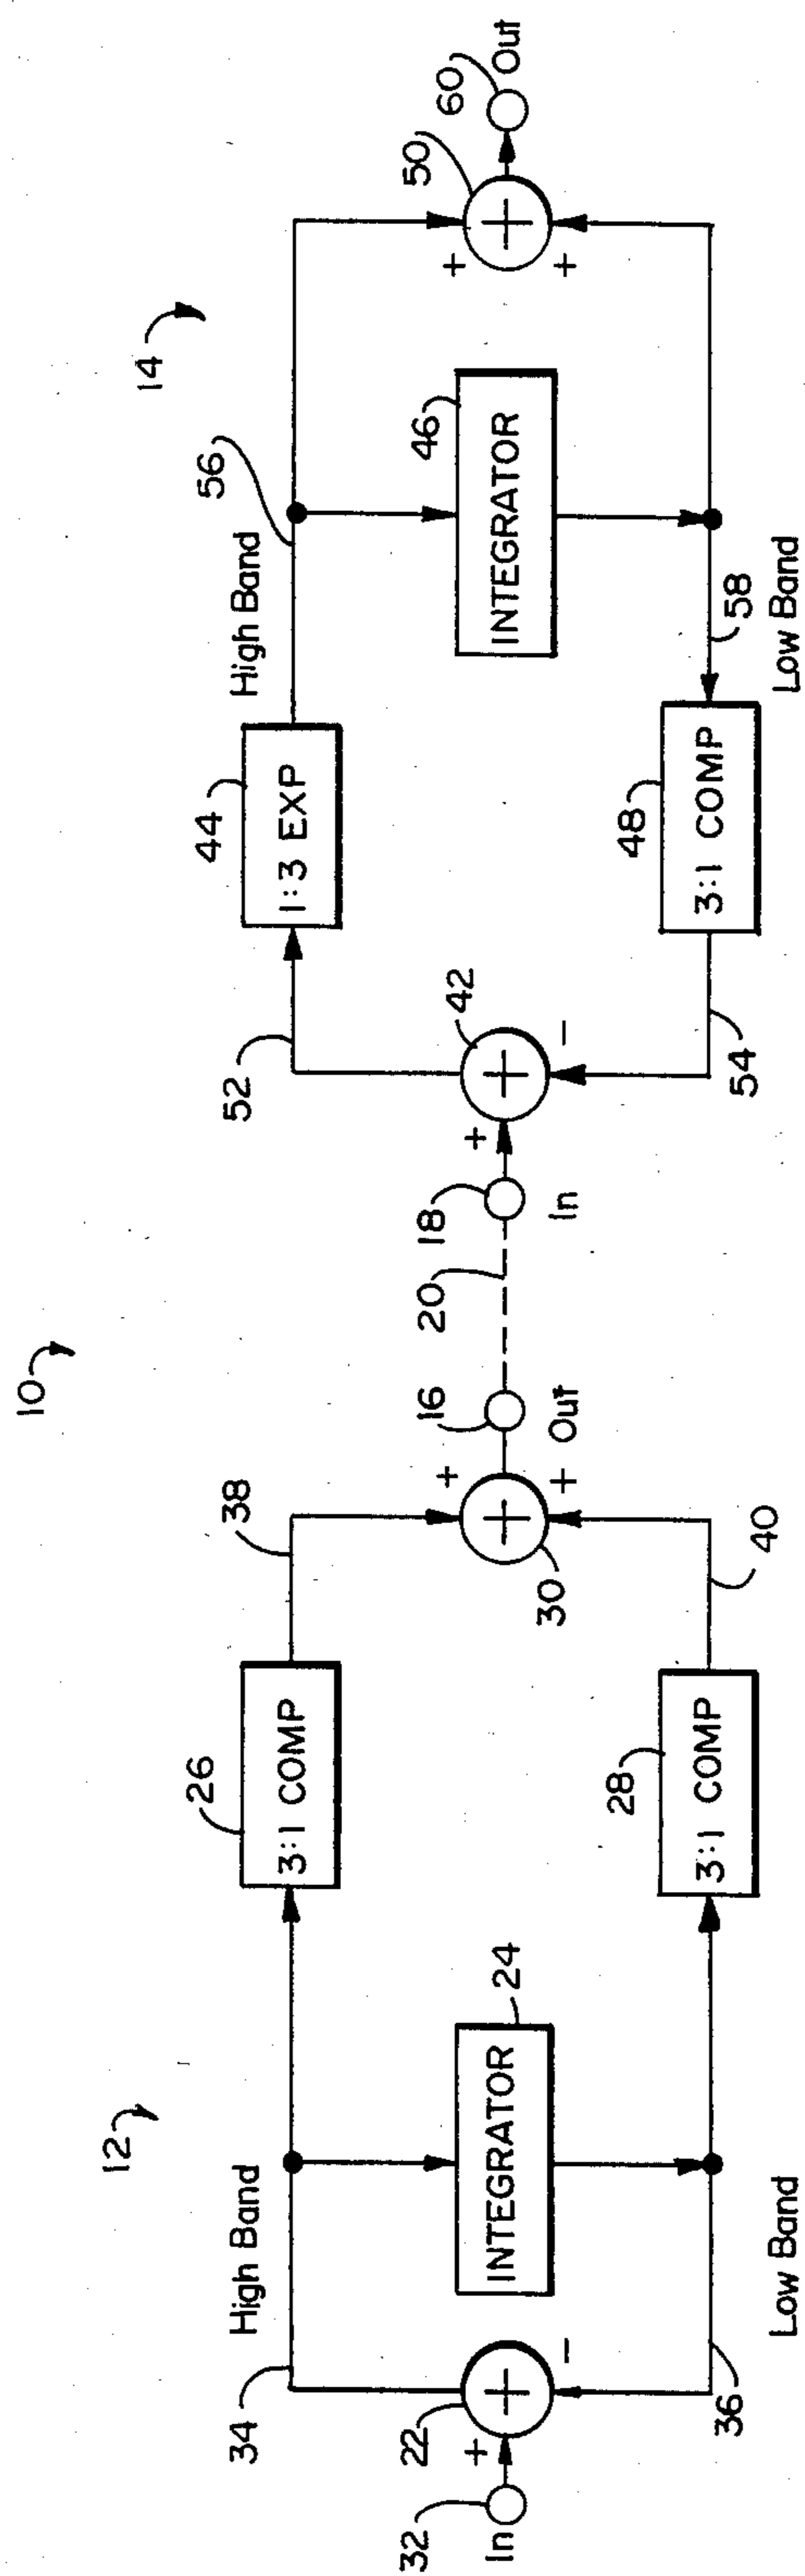 10
12
14
34
High Band
26
3:1 COMP
38
52
44
1:3 EXP
High Band
56
32
In
22
+
−
INTEGRATOR
24
30
+
+
16
Out
20
18
In
+
42
−
INTEGRATOR
46
+
+
50
60
Out
36
Low Band
28
3:1 COMP
40
54
48
3:1 COMP
58
Low Band